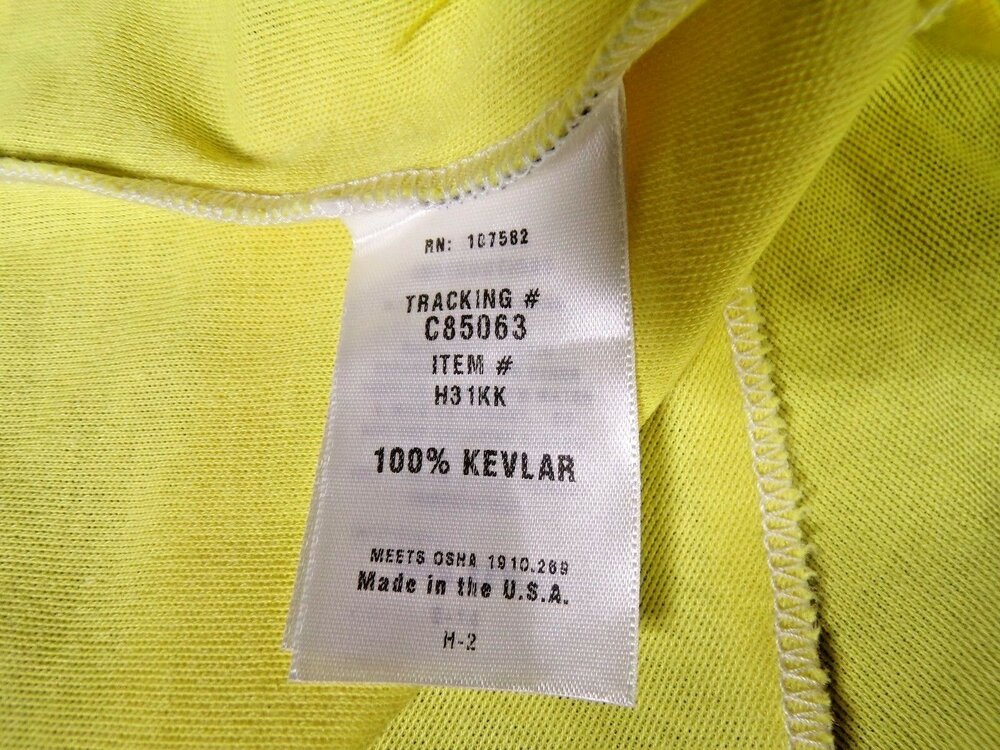 RN: 107582
TRACKING #
C85063
ITEM #
H31KK
100% KEVLAR
MEETS OSHA 1910.269
Made in the U.S.A.
H-2